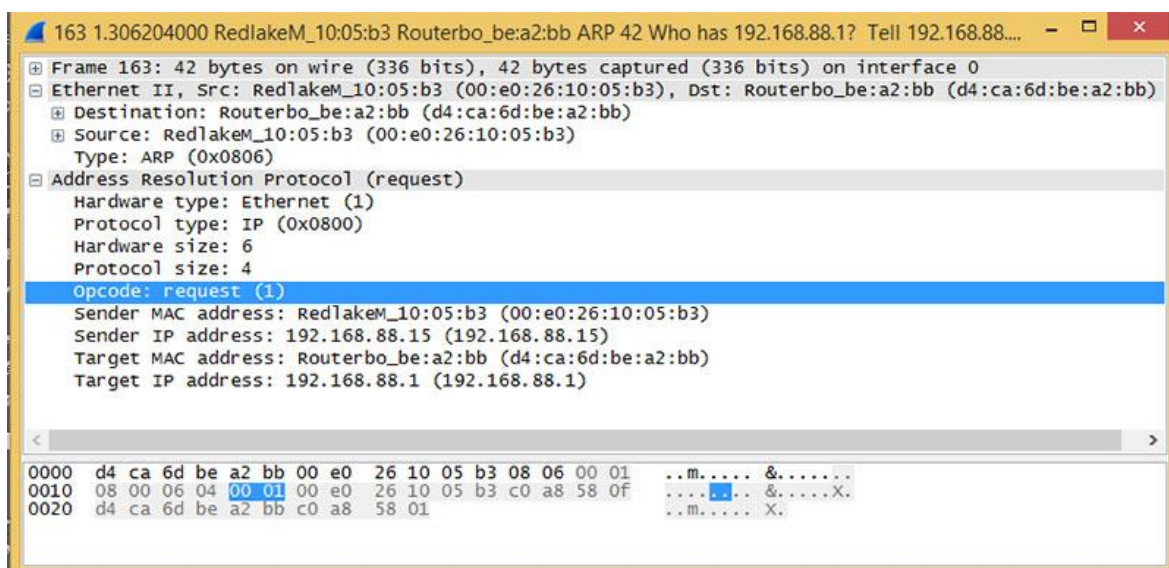 163 1.306204000 RedlakeM_10:05:b3 Routerbo_be:a2:bb ARP 42 Who has 192.168.88.1? Tell 192.168.88....
Frame 163: 42 bytes on wire (336 bits), 42 bytes captured (336 bits) on interface 0
Ethernet II, Src: RedlakeM_10:05:b3 (00:e0:26:10:05:b3), Dst: Routerbo_be:a2:bb (d4:ca:6d:be:a2:bb)
Destination: Routerbo_be:a2:bb (d4:ca:6d:be:a2:bb)
Source: RedlakeM_10:05:b3 (00:e0:26:10:05:b3)
Type: ARP (0x0806)
Address Resolution Protocol (request)
Hardware type: Ethernet (1)
Protocol type: IP (0x0800)
Hardware size: 6
Protocol size: 4
Opcode: request (1)
Sender MAC address: RedlakeM_10:05:b3 (00:e0:26:10:05:b3)
Sender IP address: 192.168.88.15 (192.168.88.15)
Target MAC address: Routerbo_be:a2:bb (d4:ca:6d:be:a2:bb)
Target IP address: 192.168.88.1 (192.168.88.1)
0000 d4 ca 6d be a2 bb 00 e0 26 10 05 b3 08 06 00 01 ..m..... &.......
0010 08 00 06 04 00 01 00 e0 26 10 05 b3 c0 a8 58 0f ........ &.....X.
0020 d4 ca 6d be a2 bb c0 a8 58 01 ..m..... X.